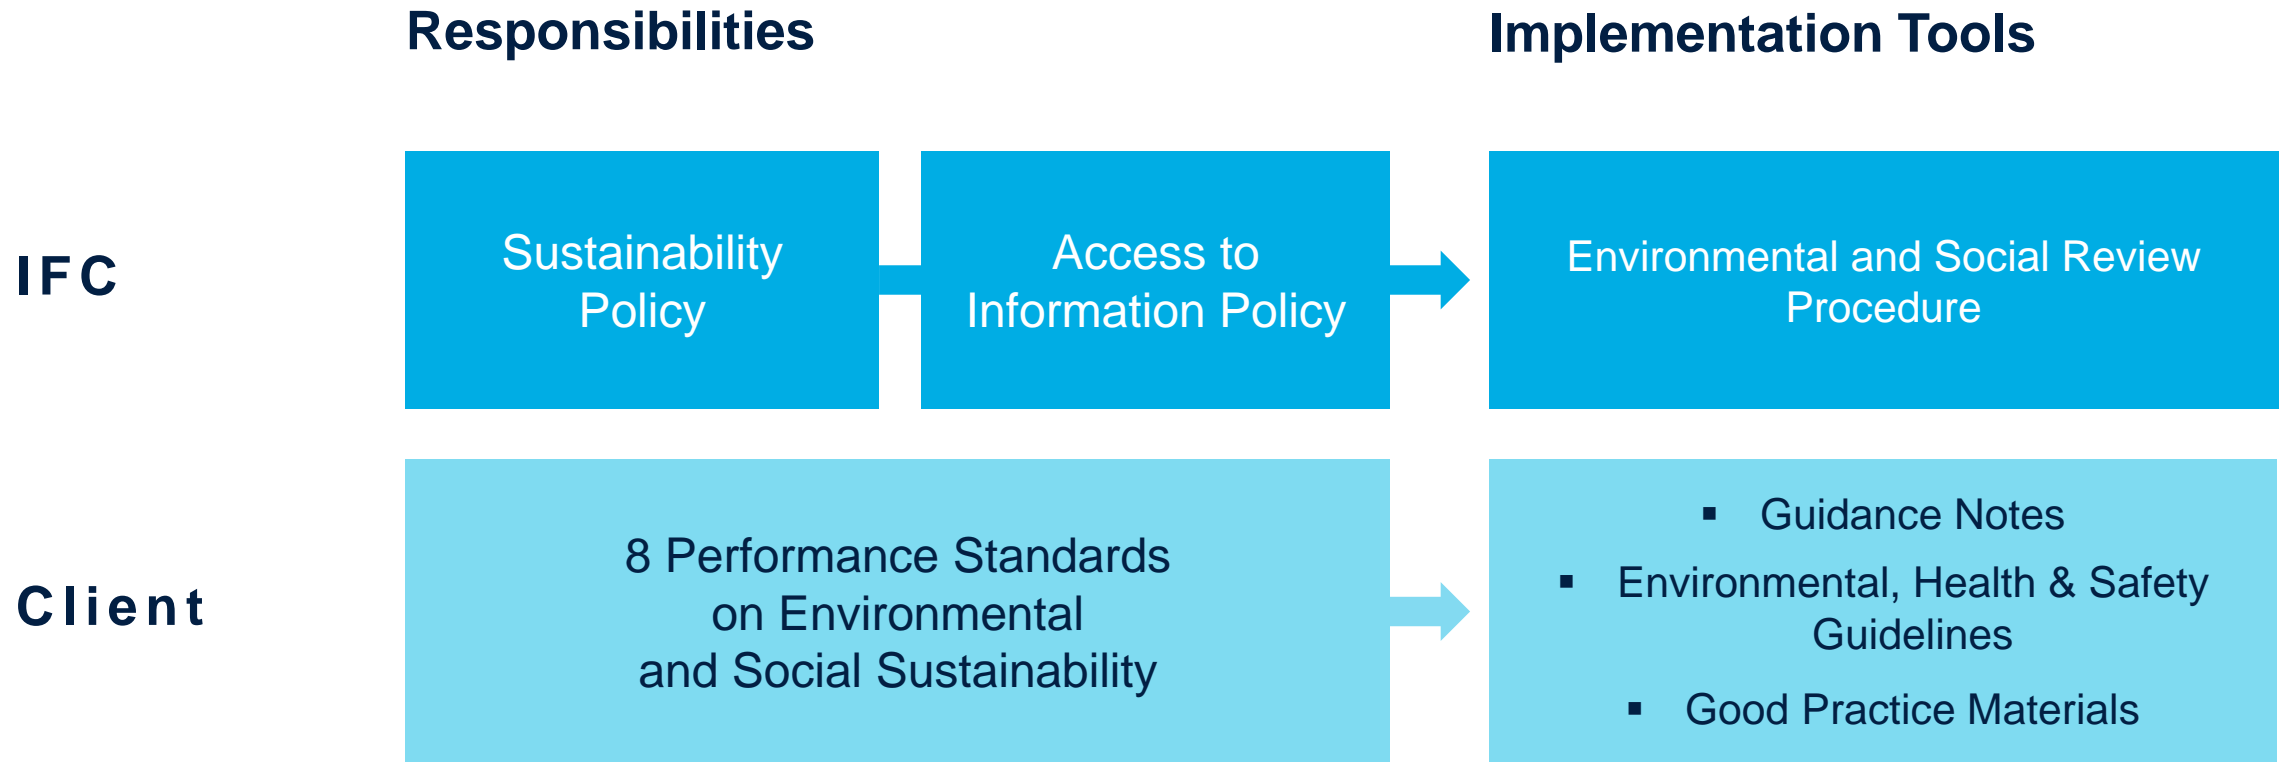 Responsibilities
Implementation Tools
IFC
Sustainability
Policy
Access to
Information Policy
Environmental and Social Review
Procedure
Client
8 Performance Standards
on Environmental
and Social Sustainability
▪ Guidance Notes
▪ Environmental, Health & Safety
Guidelines
▪ Good Practice Materials